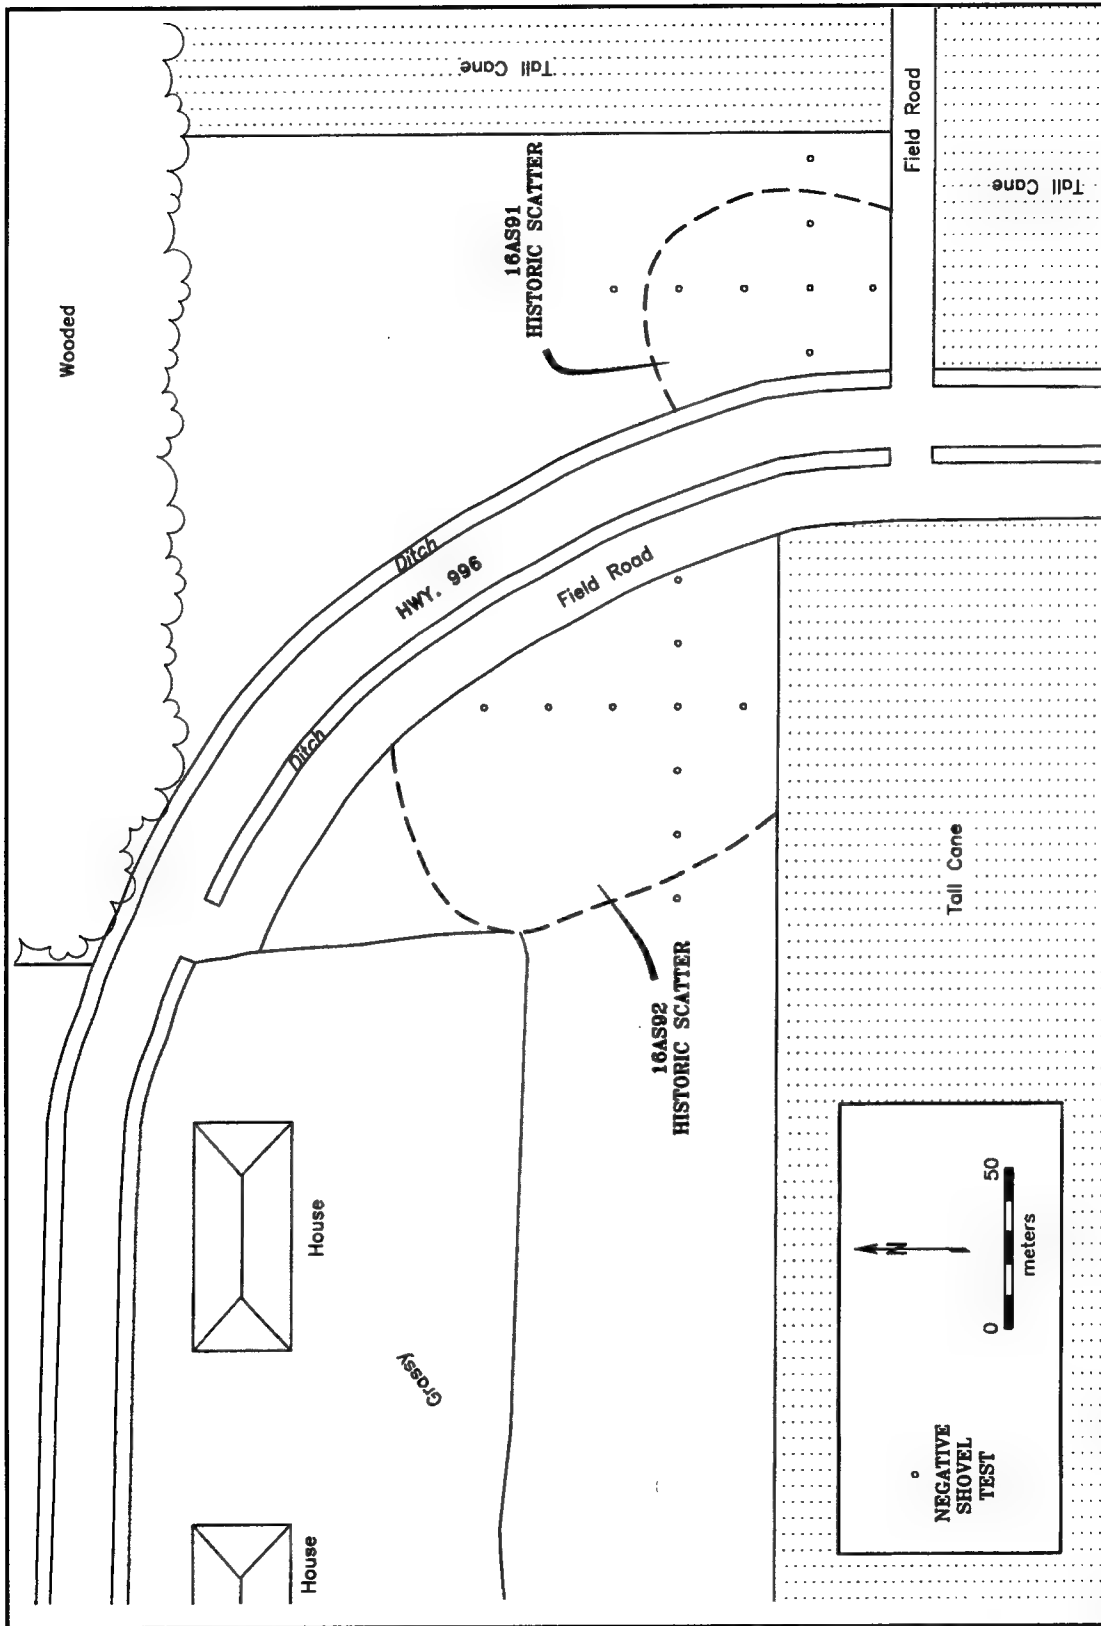 Wooded
Tall Cane
16AS91
HISTORIC SCATTER
Field Road
Tall Cane
Ditch
HWY. 996
Field Road
Ditch
Tall Cane
16AS92
HISTORIC SCATTER
House
House
Grassy
NEGATIVE
SHOVEL
TEST
N
0
50
meters